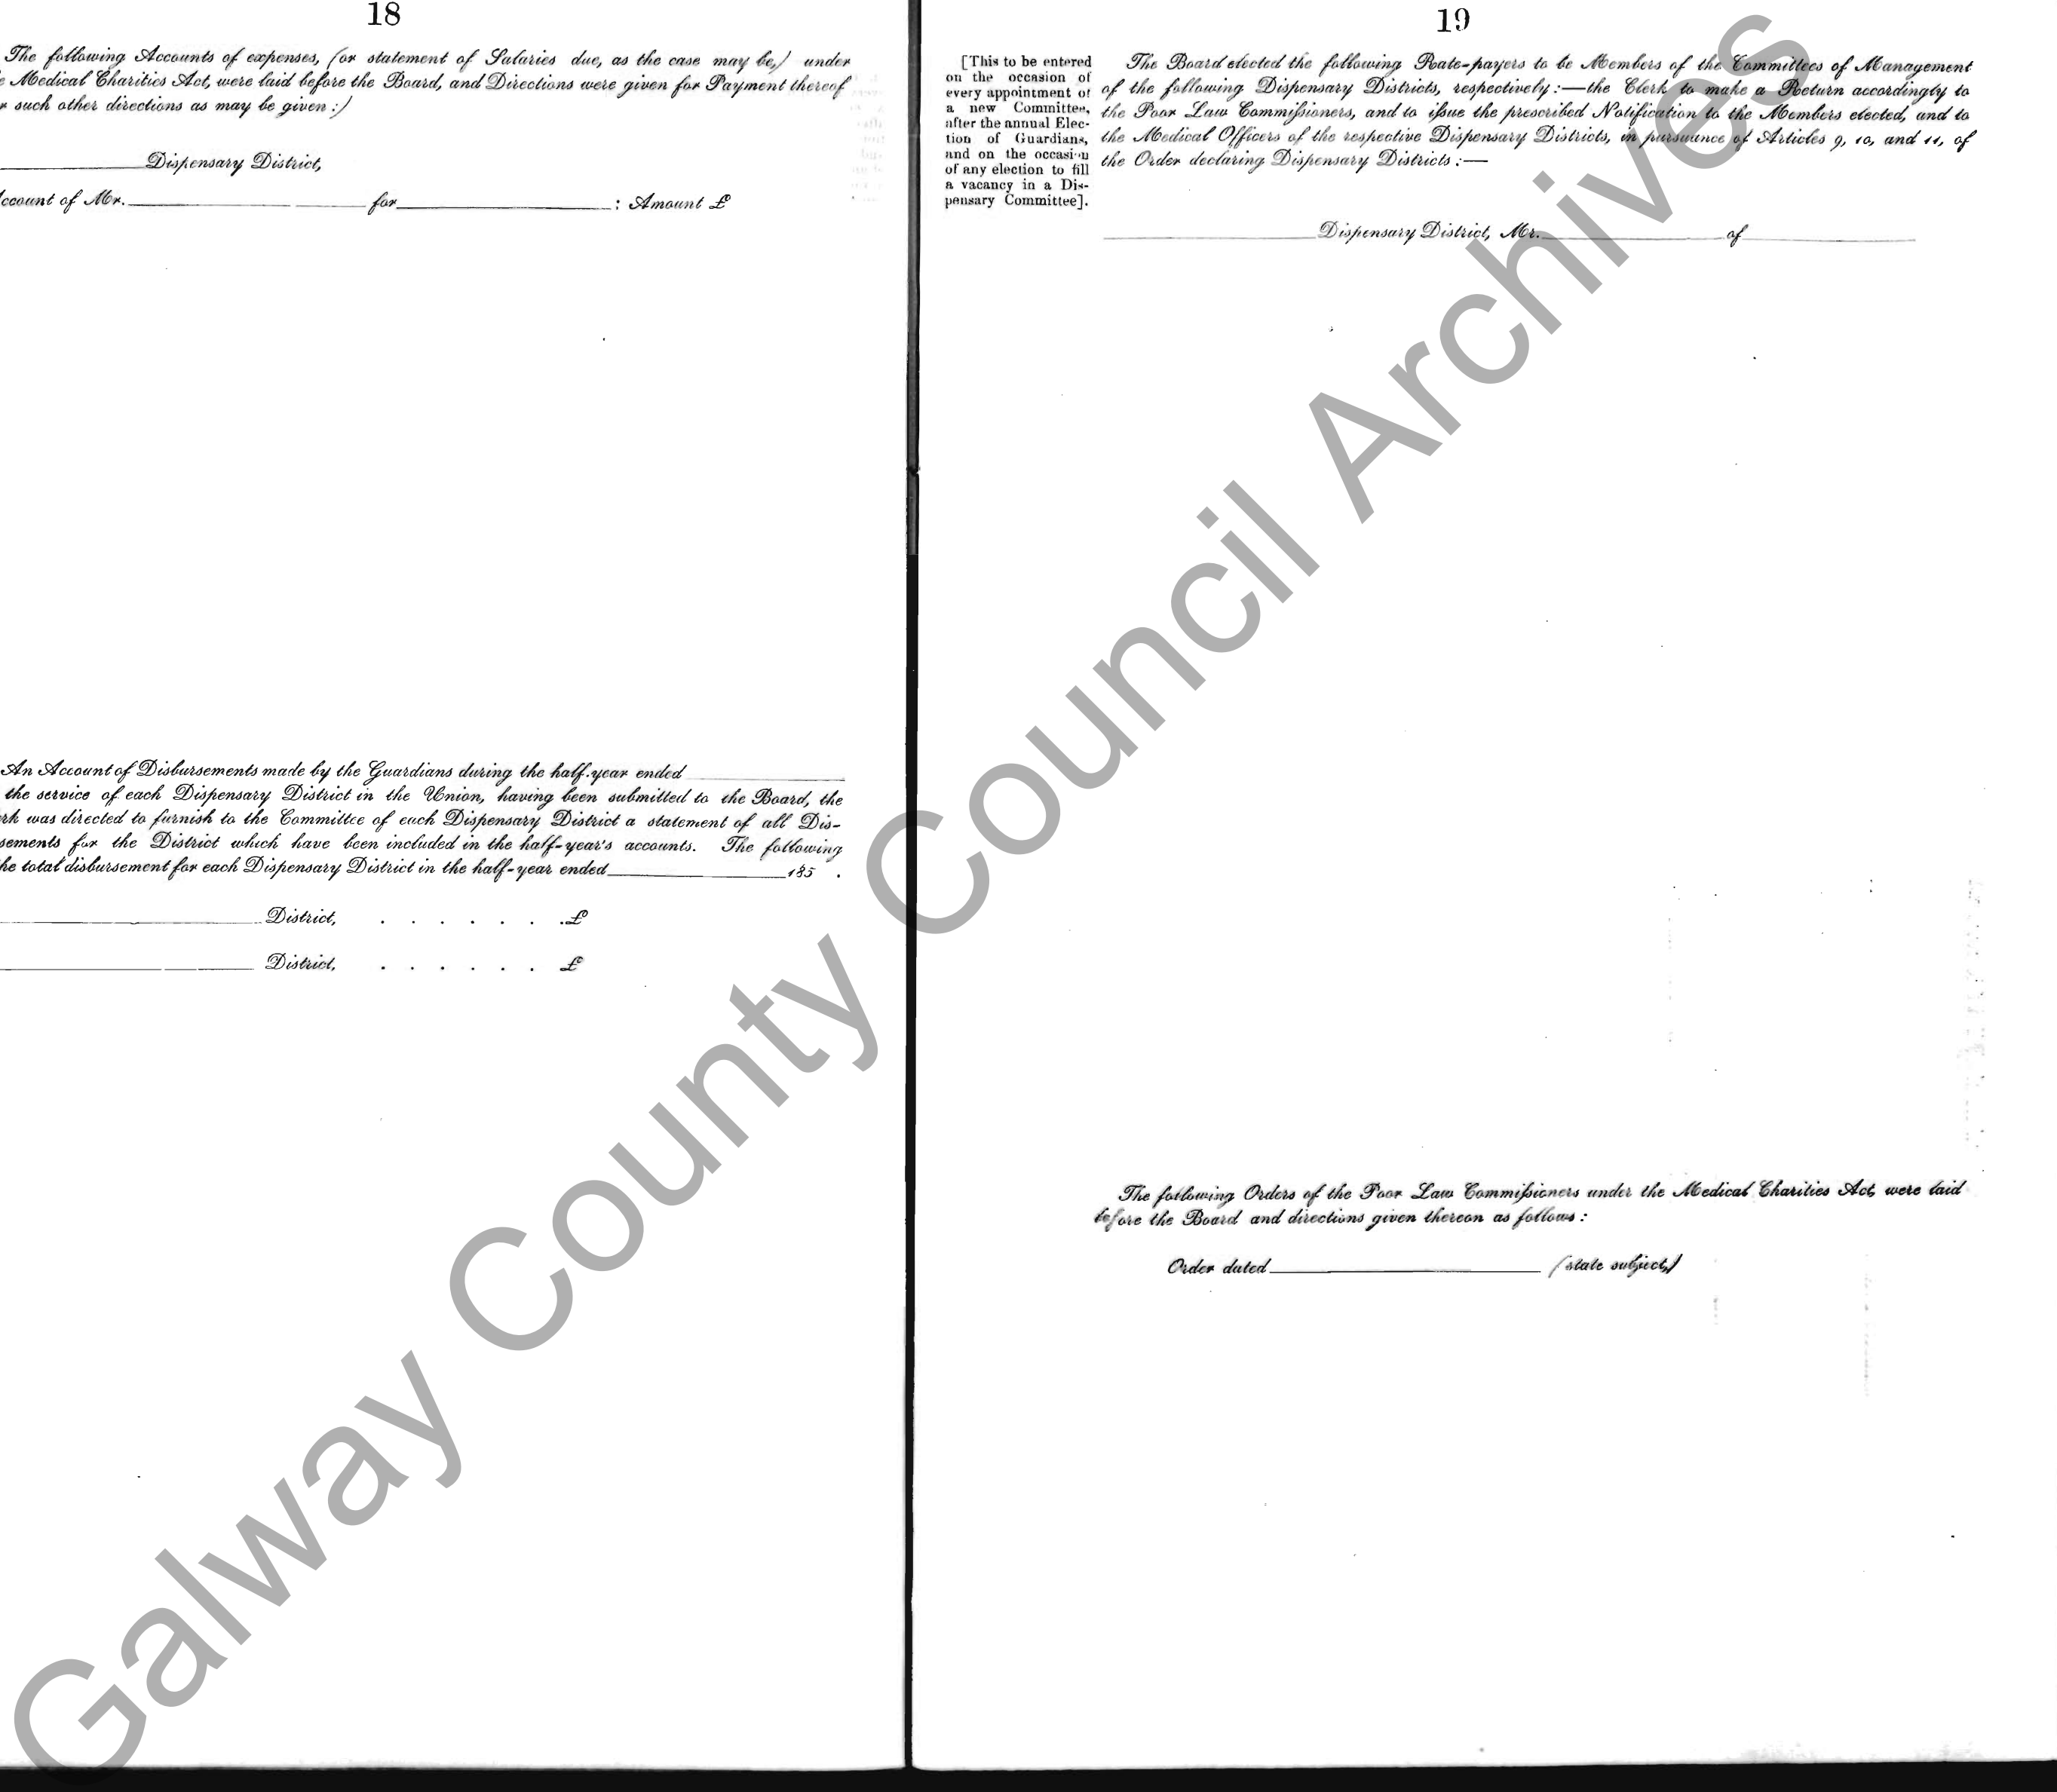 18
The following Accounts of expenses, (or statement of Salaries due, as the case may be,) under
e Medical Charities Act, were laid before the Board, and Directions were given for Payment thereof
r such other directions as may be given :)
Dispensary District,
ccount of Mr. for : Amount £
An Account of Disbursements made by the Guardians during the half-year ended
the service of each Dispensary District in the Union, having been submitted to the Board, the
rk was directed to furnish to the Committee of each Dispensary District a statement of all Dis-
sements for the District which have been included in the half-year's accounts. The following
he total disbursement for each Dispensary District in the half-year ended 185 .
District, . . . . . . . £
District, . . . . . . £
19
[This to be entered
on the occasion of
every appointment of
a new Committee,
after the annual Elec-
tion of Guardians,
and on the occasion
of any election to fill
a vacancy in a Dis-
pensary Committee].
The Board elected the following Rate-payers to be Members of the Committees of Management
of the following Dispensary Districts, respectively :—the Clerk to make a Return accordingly to
the Poor Law Commiſsioners, and to iſsue the prescribed Notification to the Members elected, and to
the Medical Officers of the respective Dispensary Districts, in pursuance of Articles 9, 10, and 11, of
the Order declaring Dispensary Districts :—
Dispensary District, Mr. of
The following Orders of the Poor Law Commiſsioners under the Medical Charities Act, were laid
before the Board and directions given thereon as follows :
Order dated (state subject,)
Galway County Council Archives